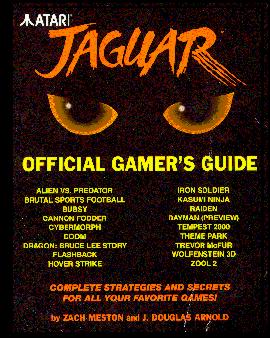 ATARI
JAGUAR
OFFICIAL GAMER'S GUIDE
ALIEN VS. PREDATOR
BRUTAL SPORTS FOOTBALL
BUBSY
CANNON FODDER
CYBERMORPH
DOOM
DRAGON: BRUCE LEE STORY
FLASHBACK
HOVER STRIKE
IRON SOLDIER
KASUMI NINJA
RAIDEN
RAYMAN (PREVIEW)
TEMPEST 2000
THEME PARK
TREVOR McFUR
WOLFENSTEIN 3D
ZOOL 2
COMPLETE STRATEGIES AND SECRETS
FOR ALL YOUR FAVORITE GAMES!
by ZACH MESTON and J. DOUGLAS ARNOLD